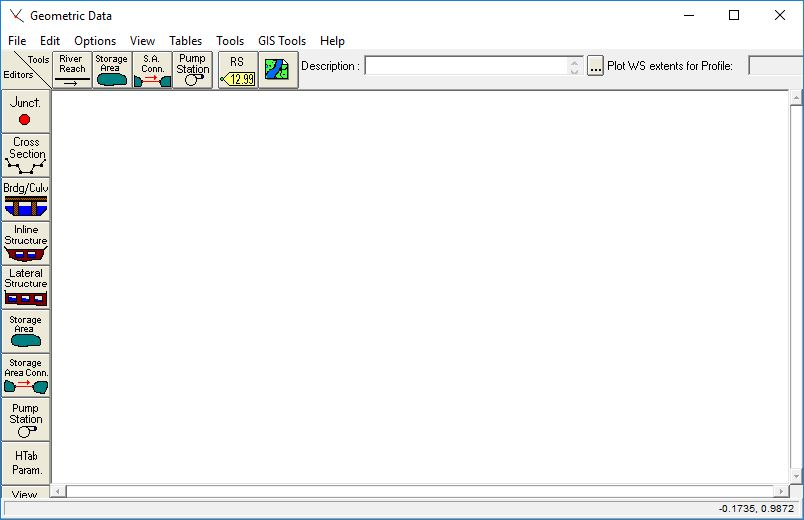 Geometric Data
File Edit Options View Tables Tools GIS Tools Help
Tools
Editors
River
Reach
Storage
Area
S.A.
Conn.
Pump
Station
RS
12.99
Description :
...
Plot WS extents for Profile:
Junct.
Cross
Section
Brdg/Culv
Inline
Structure
Lateral
Structure
Storage
Area
Storage
Area Conn.
Pump
Station
HTab
Param.
View
-0.1735, 0.9872